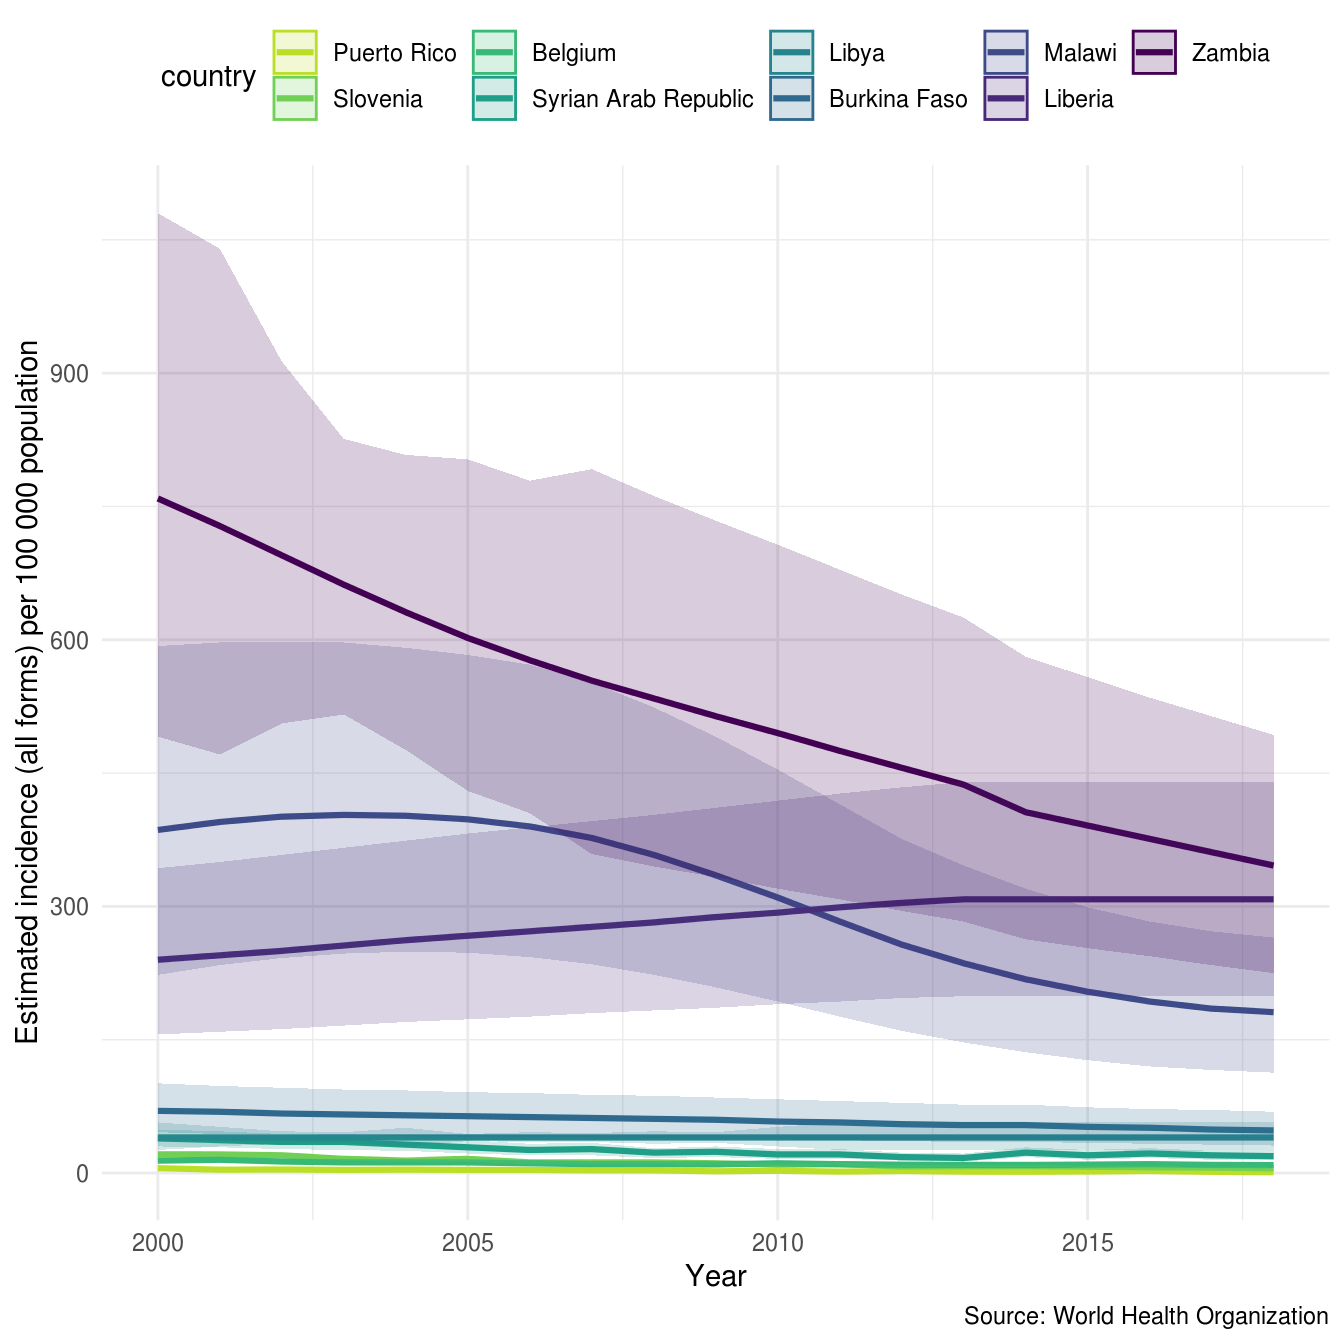 country
Puerto Rico
Belgium
Libya
Malawi
Zambia
Slovenia
Syrian Arab Republic
Burkina Faso
Liberia
Estimated incidence (all forms) per 100 000 population
900
600
300
0
2000
2005
2010
2015
Year
Source: World Health Organization